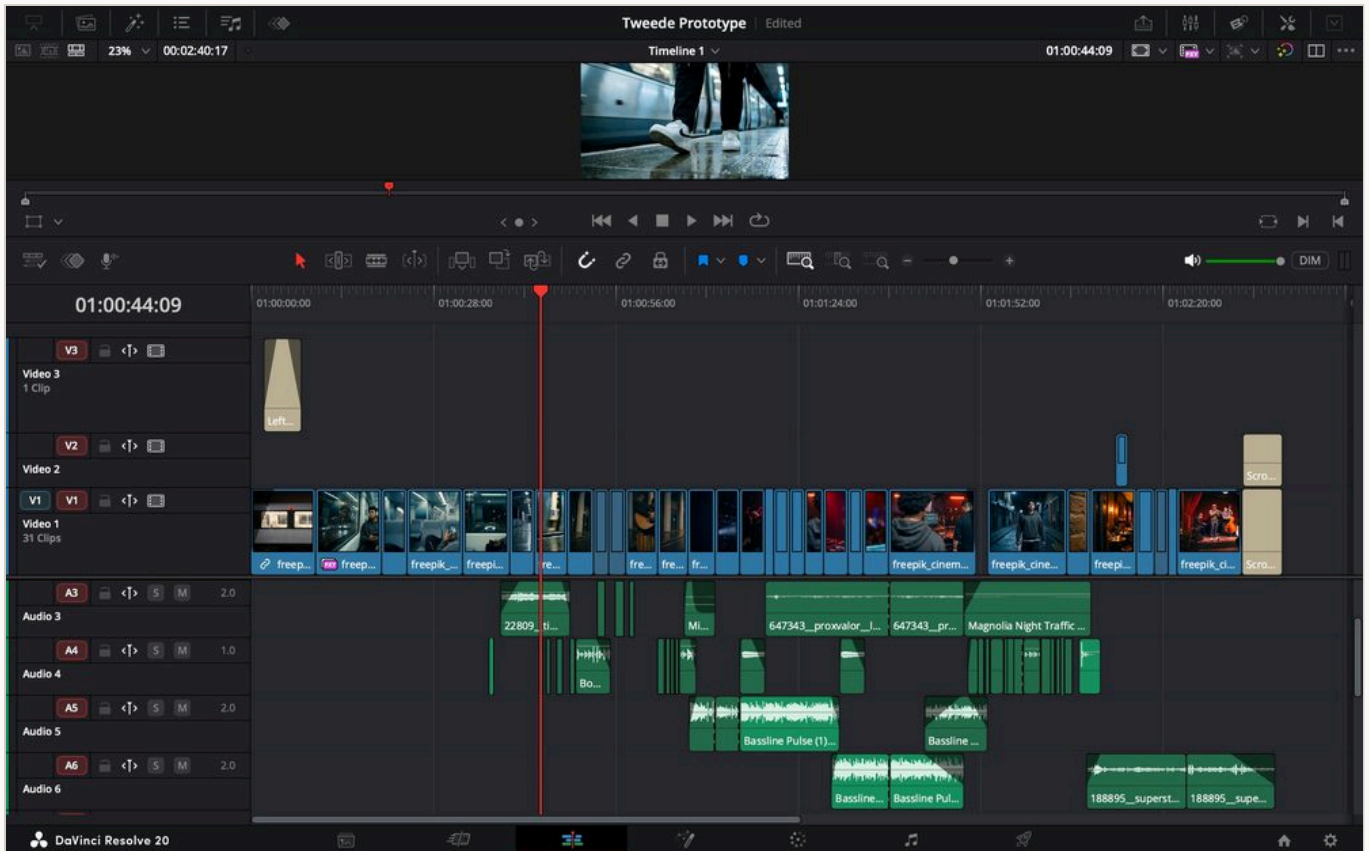 Tweede Prototype Edited
23% 00:02:40:17 Timeline 1 01:00:44:09
DIM
01:00:44:09 01:00:00:00 01:00:28:00 01:00:56:00 01:01:24:00 01:01:52:00 01:02:20:00
V3
Video 3
1 Clip
Left...
V2
Video 2
Scro...
V1 V1
Video 1
31 Clips
freep... freep... freepik_... freepi... fre... fre... fre... fr... freepik_cinem... freepik_cine... freepi... freepik_ci... Scro...
A3 S M 2.0
Audio 3
22809__ti... Mi... 647343__proxvalor__l... 647343__pr... Magnolia Night Traffic ...
A4 S M 1.0
Audio 4
Bo...
A5 S M 2.0
Audio 5
Bassline Pulse (1)... Bassline ...
A6 S M 2.0
Audio 6
Bassline... Bassline Pul... 188895__superst... 188895__supe...
DaVinci Resolve 20